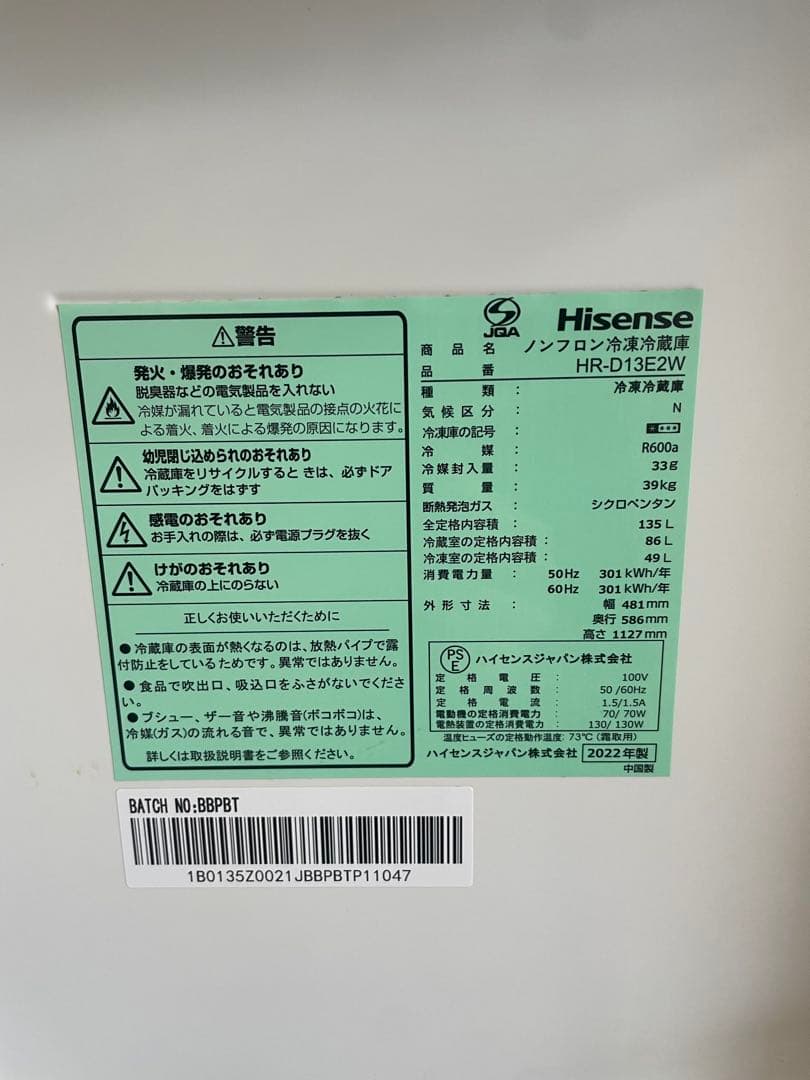 ⚠警告
発火・爆発のおそれあり
脱臭器などの電気製品を入れない
冷媒が漏れていると電気製品の接点の火花に
よる着火、着火による爆発の原因になります。
幼児閉じ込められのおそれあり
冷蔵庫をリサイクルすると きは、必ずドア
パッキングをはずす
感電のおそれあり
お手入れの際は、必ず電源プラグを抜く
けがのおそれあり
冷蔵庫の上にのらない
正しくお使いいただくために
●冷蔵庫の表面が熱くなるのは、放熱パイプで露
付防止をしているためです。異常ではありません。
●食品で吹出口、吸込口をふさがないでくださ
い。
●ブシュー、ザー音や沸騰音(ボコボコ)は、
冷媒(ガス)の流れる音で、異常ではありません。
詳しくは取扱説明書をご参照ください。
JQA
Hisense
商品名 ノンフロン冷凍冷蔵庫
品番 HR-D13E2W
種類 : 冷凍冷蔵庫
気候区分 : N
冷凍庫の記号 :
冷媒 : R600a
冷媒封入量 : 33g
質量 : 39kg
断熱発泡ガス : シクロペンタン
全定格内容積 : 135L
冷蔵室の定格内容積 : 86L
冷凍室の定格内容積 : 49L
消費電力量 : 50Hz 301kWh/年
60Hz 301kWh/年
外形寸法 : 幅 481mm
奥行 586mm
高さ 1127mm
PSE ハイセンスジャパン株式会社
定格電圧 : 100V
定格周波数 : 50/60Hz
定格電流 : 1.5/1.5A
電動機の定格消費電力 : 70/70W
電熱装置の定格消費電力 : 130/130W
温度ヒューズの定格動作温度: 73℃(霜取用)
ハイセンスジャパン株式会社 2022年製
中国製
BATCH NO:BBPBT
1B0135Z0021JBBPBTP11047